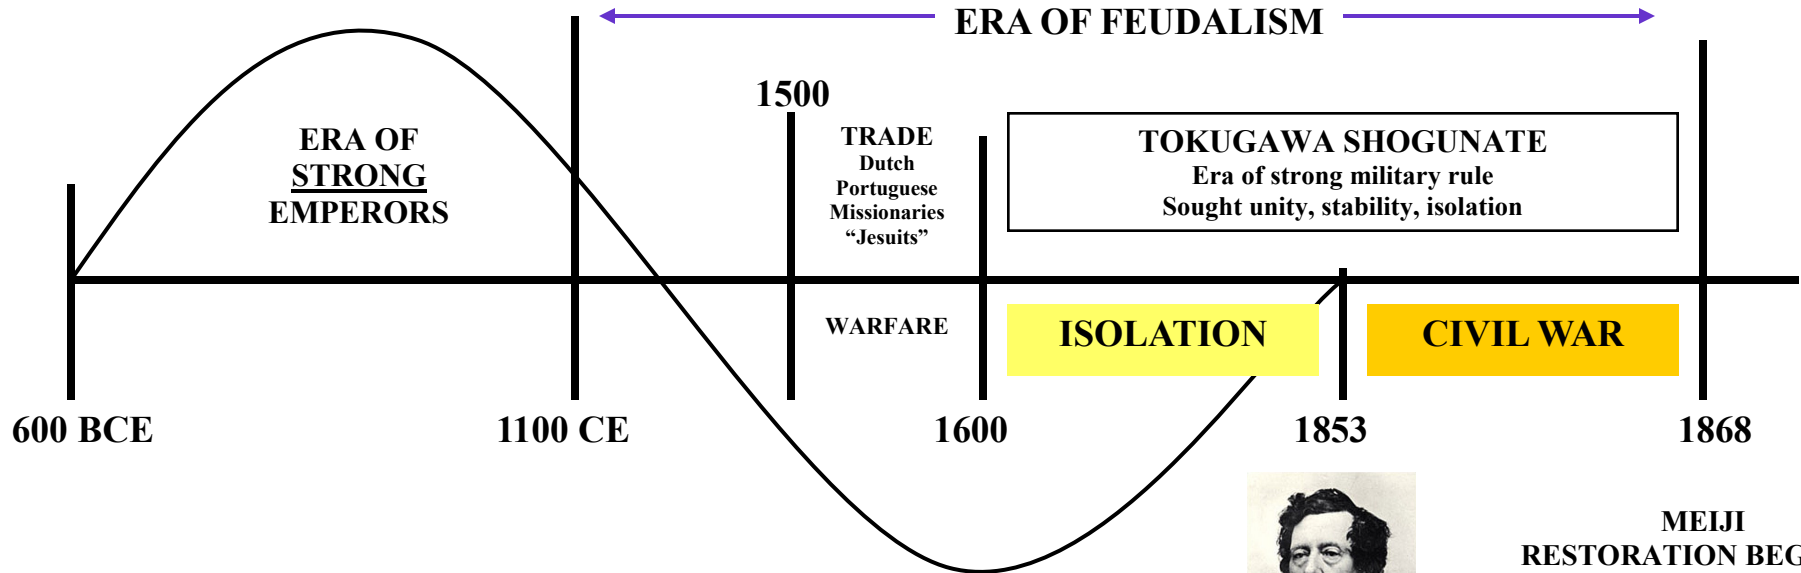 ERA OF FEUDALISM
1500
ERA OF
STRONG
EMPERORS
TRADE
Dutch
Portuguese
Missionaries
“Jesuits”
TOKUGAWA SHOGUNATE
Era of strong military rule
Sought unity, stability, isolation
WARFARE
ISOLATION
CIVIL WAR
600 BCE
1100 CE
1600
1853
1868
MEIJI
RESTORATION